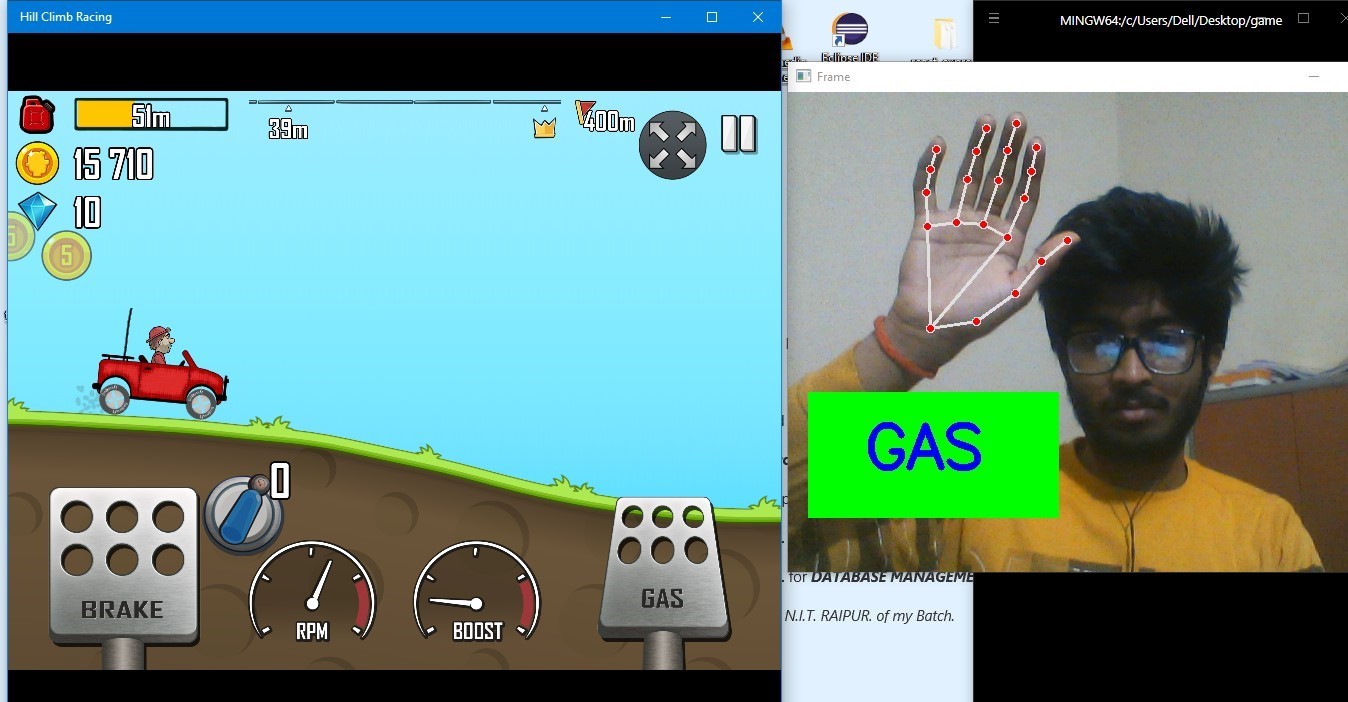 Hill Climb Racing
MINGW64:/c/Users/Dell/Desktop/game
Eclipse IDE
Frame
51m
39m
400m
15 710
10
5
5
GAS
0
BRAKE
RPM
BOOST
GAS
. for DATABASE MANAGEME
N.I.T. RAIPUR. of my Batch.